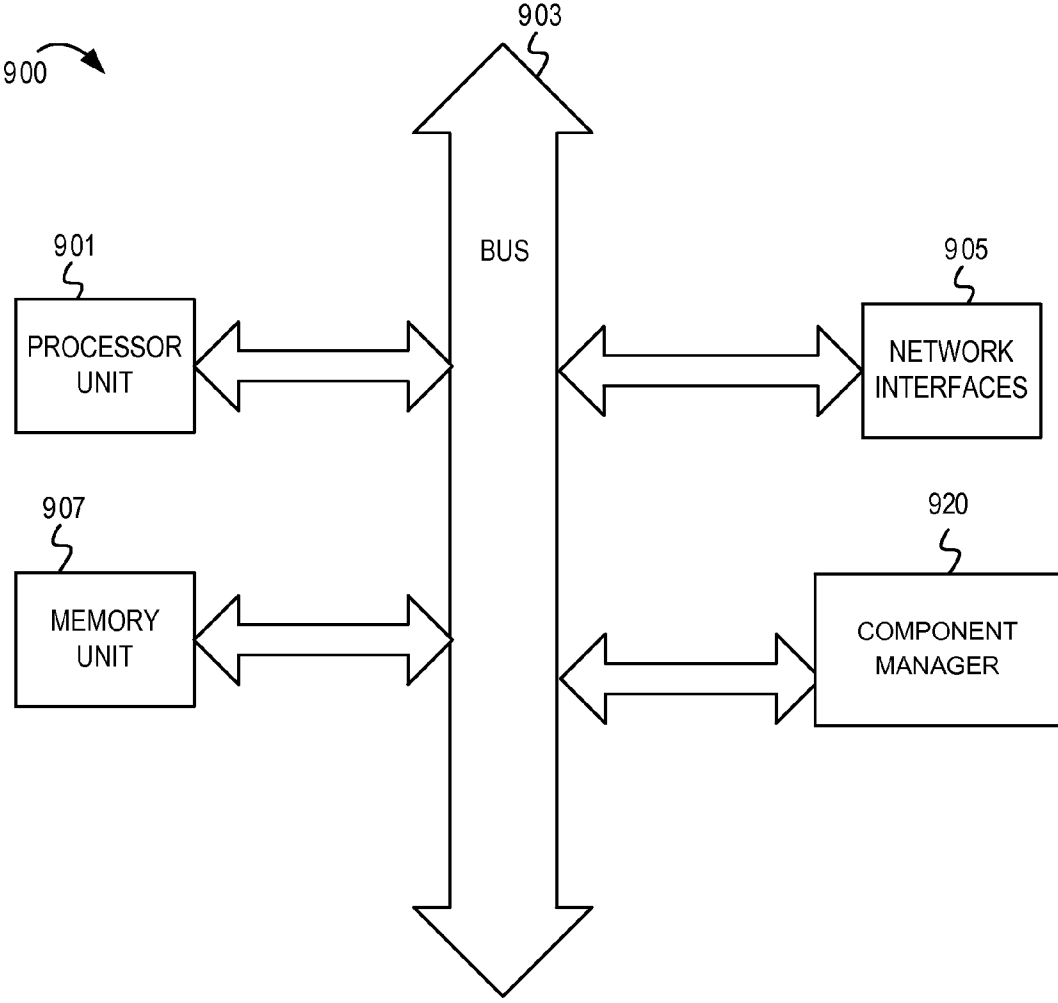 903
900
BUS
901
PROCESSOR
UNIT
905
NETWORK
INTERFACES
907
MEMORY
UNIT
920
COMPONENT
MANAGER